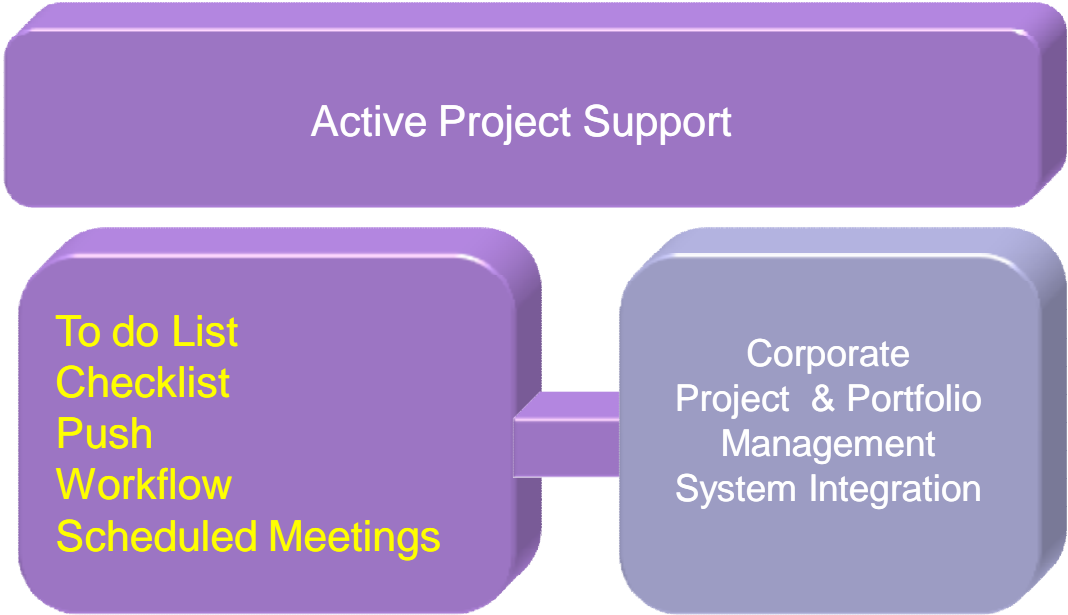 Active Project Support
To do List
Checklist
Push
Workflow
Scheduled Meetings
Corporate
Project & Portfolio
Management
System Integration